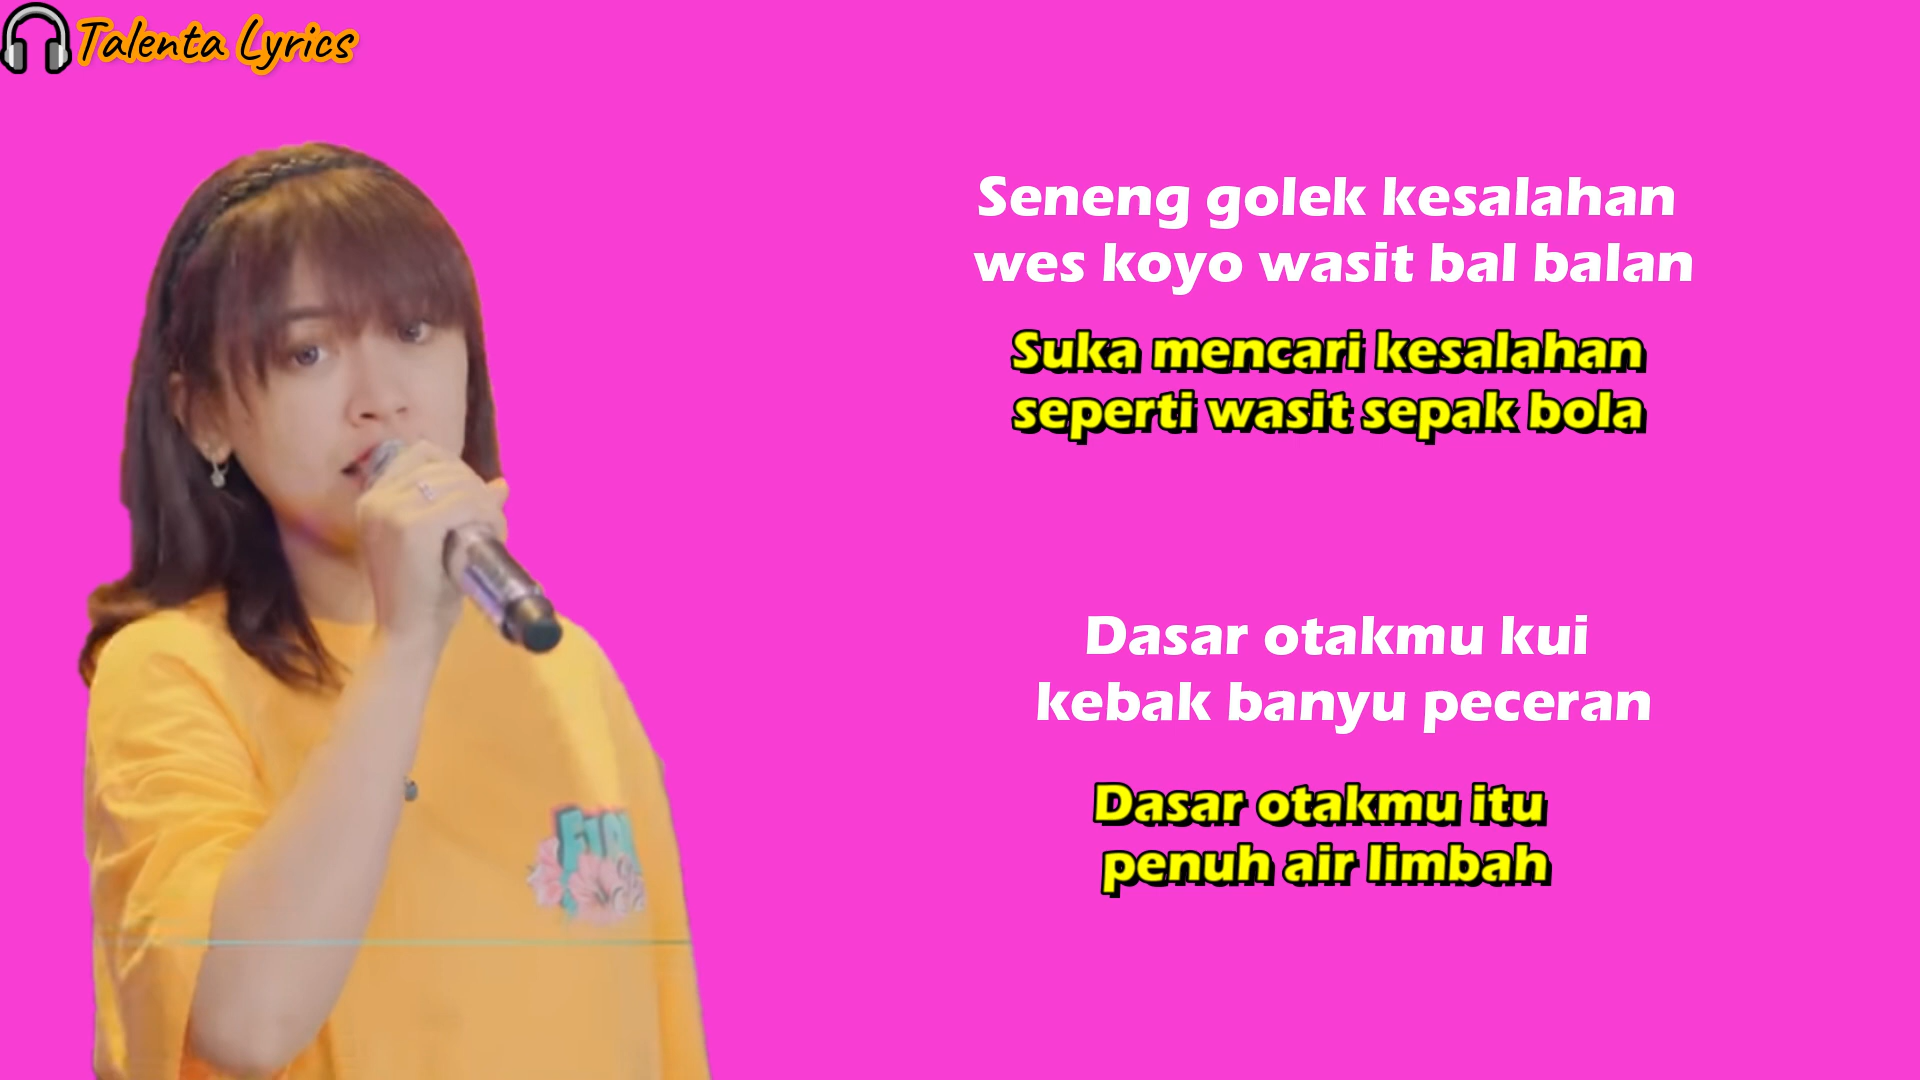 Talenta Lyrics
Seneng golek kesalahan
wes koyo wasit bal balan
Suka mencari kesalahan
seperti wasit sepak bola
Dasar otakmu kui
kebak banyu peceran
Dasar otakmu itu
penuh air limbah